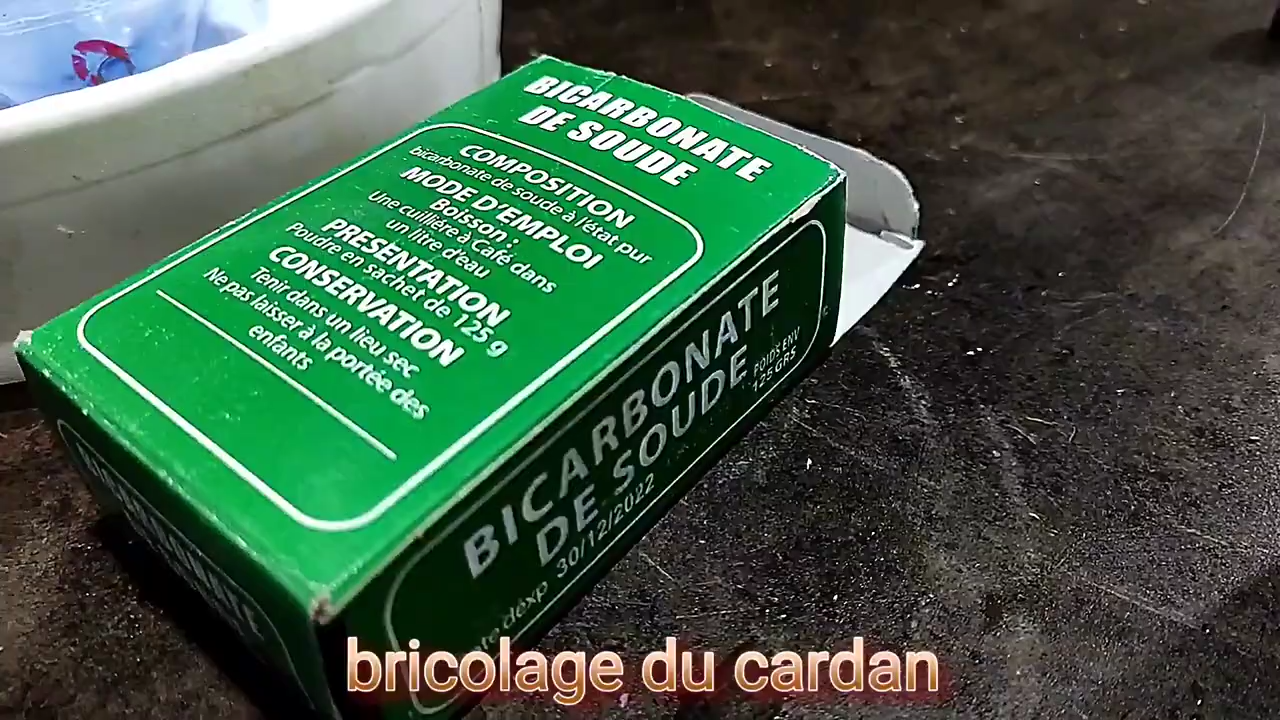 BICARBONATE
DE SOUDE
COMPOSITION
bicarbonate de soude à l'état pur
MODE D'EMPLOI
Boisson :
Une cuillière à Café dans
un litre d'eau
PRESENTATION
Poudre en sachet de 125 g
CONSERVATION
Tenir dans un lieu sec
Ne pas laisser à la portée des
enfants
BICARBONATE
DE SOUDE
POIDS ENV
125 GRS
déxp 30/12/2022
bricolage du cardan